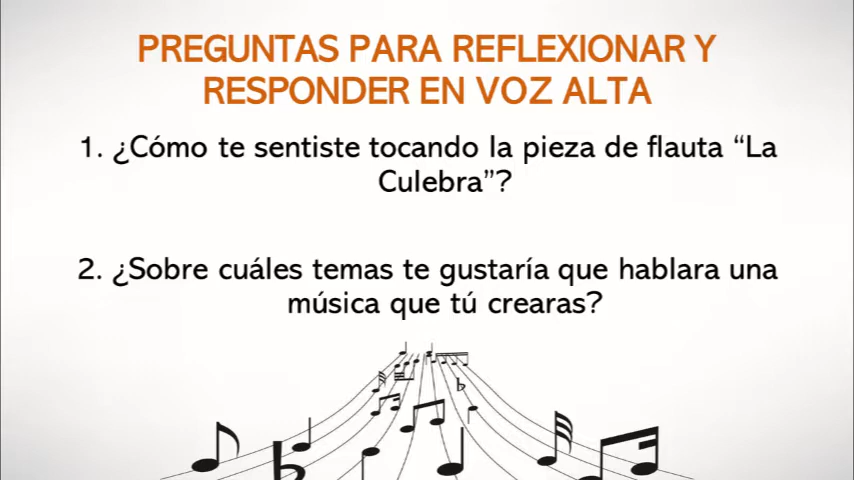 PREGUNTAS PARA REFLEXIONAR Y
RESPONDER EN VOZ ALTA
1. ¿Cómo te sentiste tocando la pieza de flauta “La
Culebra”?
2. ¿Sobre cuáles temas te gustaría que hablara una
música que tú crearas?